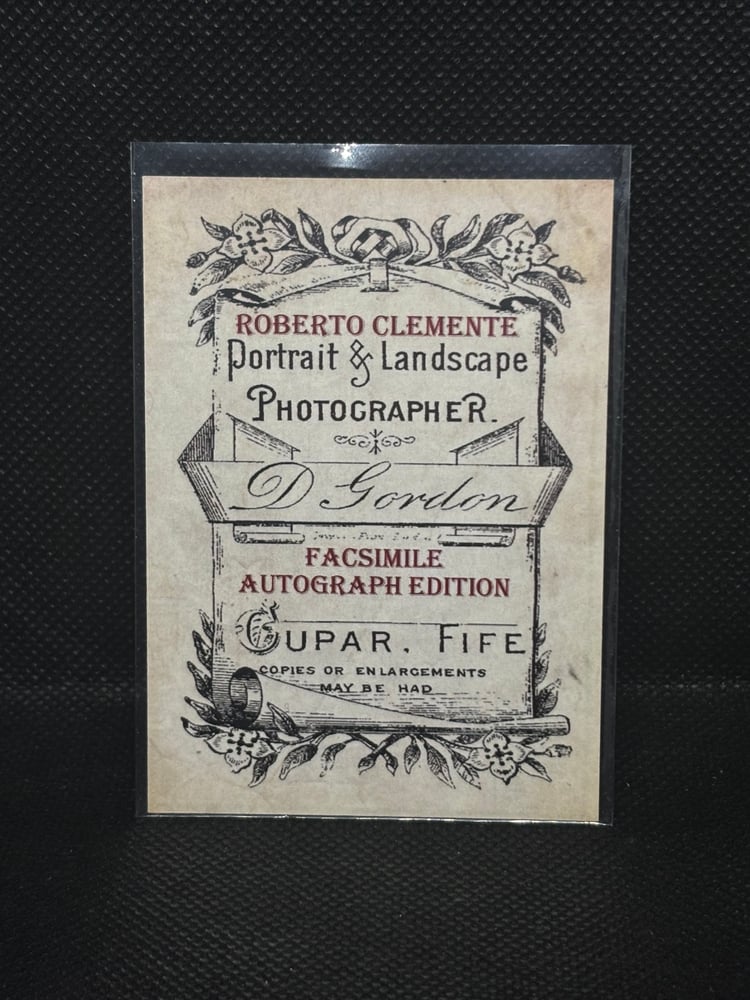 ROBERTO CLEMENTE
Portrait & Landscape
PHOTOGRAPHER.
D Gordon
FACSIMILE
AUTOGRAPH EDITION
CUPAR, FIFE
COPIES OR ENLARGEMENTS
MAY BE HAD